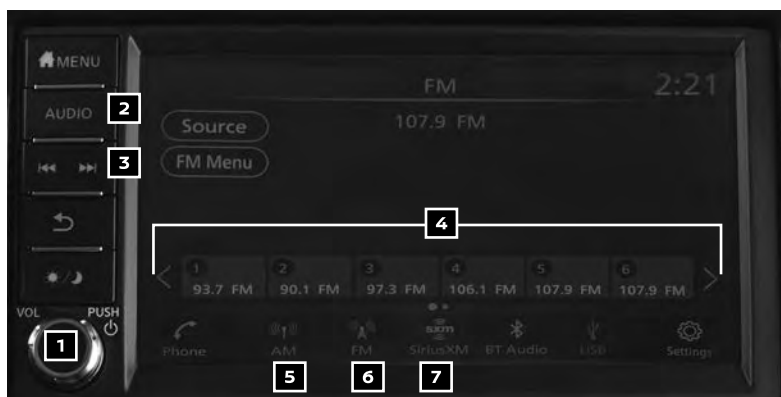 MENU
FM 2:21
AUDIO 2
Source 107.9 FM
3
FM Menu
4
1 2 3 4 5 6
93.7 FM 90.1 FM 97.3 FM 106.1 FM 107.9 FM 107.9 FM
VOL PUSH
1
sxm
Phone AM FM SiriusXM BT Audio USB Settings
5 6 7